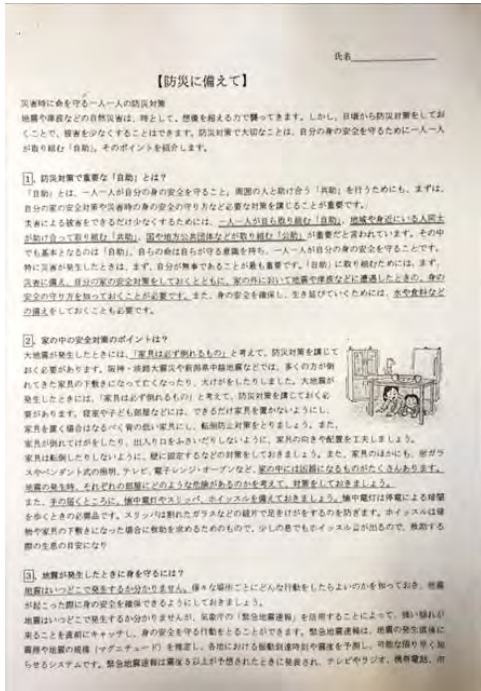 氏名
【防災に備えて】
災害時に命を守る一人一人の防災対策
地震や津波などの自然災害は、時として、想像を超える力で襲ってきます。しかし、日頃から防災対策をしてお
くことで、被害を少なくすることはできます。防災対策で大切なことは、自分の身の安全を守るために一人一人
が取り組む「自助」。そのポイントを紹介します。
1. 防災対策で重要な「自助」とは？
「自助」とは、一人一人が自分の身の安全を守ること。周囲の人と助け合う「共助」を行うためにも、まずは、
自分の家の安全対策や災害時の身の安全の守り方など必要な対策を講じることが重要です。
災害による被害をできるだけ少なくするためには、一人一人が自ら取り組む「自助」、地域や身近にいる人同士
が助け合って取り組む「共助」、国や地方公共団体などが取り組む「公助」が重要だと言われています。その中
でも基本となるのは「自助」、自らの命は自らが守る意識を持ち、一人一人が自分の身の安全を守ることです。
特に災害が発生したときは、まず、自分が無事であることが最も重要です。「自助」に取り組むためには、まず、
災害に備え、自分の家の安全対策をしておくとともに、家の外において地震や津波などに遭遇したときの、身の
安全の守り方を知っておくことが必要です。また、身の安全を確保し、生き延びていくためには、水や食料など
の備えをしておくことも必要です。
2. 家の中の安全対策のポイントは？
大地震が発生したときには、「家具は必ず倒れるもの」と考えて、防災対策を講じて
おく必要があります。阪神・淡路大震災や新潟県中越地震などでは、多くの方が倒
れてきた家具の下敷きになって亡くなったり、大けがをしたりしました。大地震が
発生したときには、「家具は必ず倒れるもの」と考えて、防災対策を講じておく必
要があります。寝室や子ども部屋などには、できるだけ家具を置かないようにし、
家具を置く場合はなるべく背の低い家具にし、転倒防止対策をとりましょう。また、
家具が倒れてけがをしたり、出入り口をふさいだりしないように、家具の向きや配置を工夫しましょう。
家具は転倒したりしないように、壁に固定するなどの対策をしておきましょう。また、家具のほかにも、窓ガラ
スやペンダント式の照明、テレビ、電子レンジ・オーブンなど、家の中には凶器になるものがたくさんあります。
地震の発生時、それぞれの部屋にどのような危険があるのかを考えて、対策をしておきましょう。
また、手の届くところに、懐中電灯やスリッパ、ホイッスルを備えておきましょう。懐中電灯は停電による暗闇
を歩くときの必需品です。スリッパは割れたガラスなどの破片で足をけがをするのを防ぎます。ホイッスルは建
物や家具の下敷きになった場合に救助を求めるためのもので、少しの息でもホイッスル音が出るので、救助する
際の生息の目安になり
3. 地震が発生したときに身を守るには？
地震はいつどこで発生するか分かりません。様々な場所ごとにどんな行動をしたらよいのかを知っておき、地震
が起こった際に身の安全を確保できるようにしておきましょう。
地震はいつどこで発生するか分かりませんが、気象庁の「緊急地震速報」を活用することによって、強い揺れが
来ることを直前にキャッチし、身の安全を守る行動をとることができます。緊急地震速報は、地震の発生直後に
震源や地震の規模（マグニチュード）を推定し、各地における振動到達時刻や震度を予測し、可能な限り早く知
らせるシステムです。緊急地震速報は震度５以上が予想されたときに発表され、テレビやラジオ、携帯電話、市